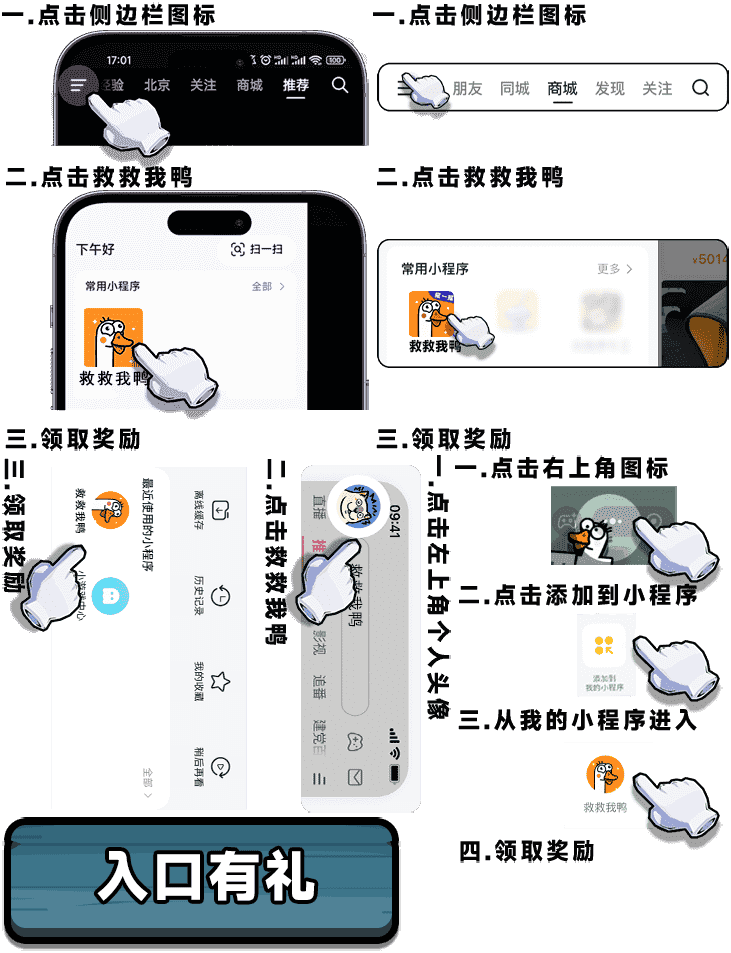 一.点击侧边栏图标
17:01
100
经验 北京 关注 商城 推荐
二.点击救救我鸭
下午好
扫一扫
常用小程序
全部
救救我鸭
三.领取奖励
一.点击侧边栏图标
朋友 同城 商城 发现 关注
二.点击救救我鸭
常用小程序
更多
救救我鸭
¥5014
三.领取奖励
一.点击左上角个人头像
09:41
救救我鸭
直播 推 影视 追番 建党百
二.点击救救我鸭
离线缓存 历史记录 我的收藏 稍后再看
最近使用的小程序
全部
救救我鸭
小游戏中心
三.领取奖励
一.点击右上角图标
二.点击添加到小程序
添加到
我的小程序
三.从我的小程序进入
救救我鸭
四.领取奖励
入口有礼